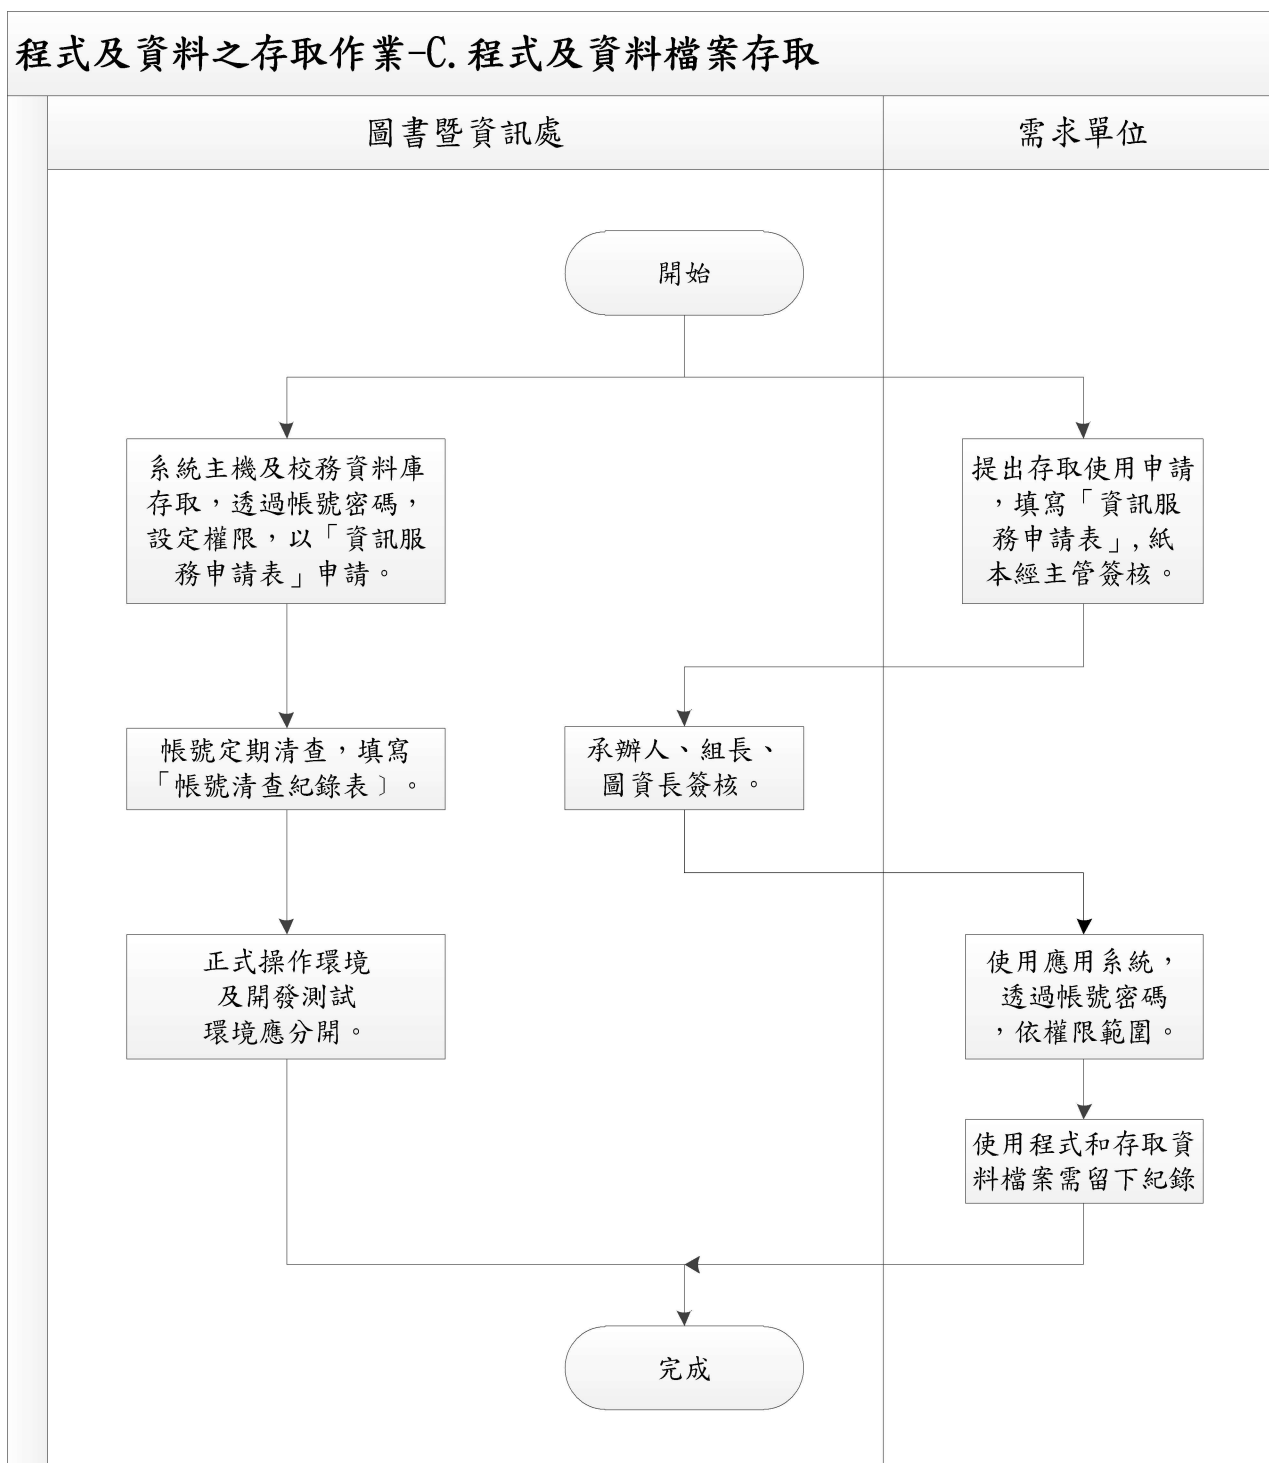 程式及資料之存取作業-C.程式及資料檔案存取
圖書暨資訊處
需求單位
開始
系統主機及校務資料庫
存取，透過帳號密碼，
設定權限，以「資訊服
務申請表」申請。
提出存取使用申請
，填寫「資訊服
務申請表」,紙
本經主管簽核。
帳號定期清查，填寫
「帳號清查紀錄表〕。
承辦人、組長、
圖資長簽核。
正式操作環境
及開發測試
環境應分開。
使用應用系統，
透過帳號密碼
，依權限範圍。
使用程式和存取資
料檔案需留下紀錄
完成